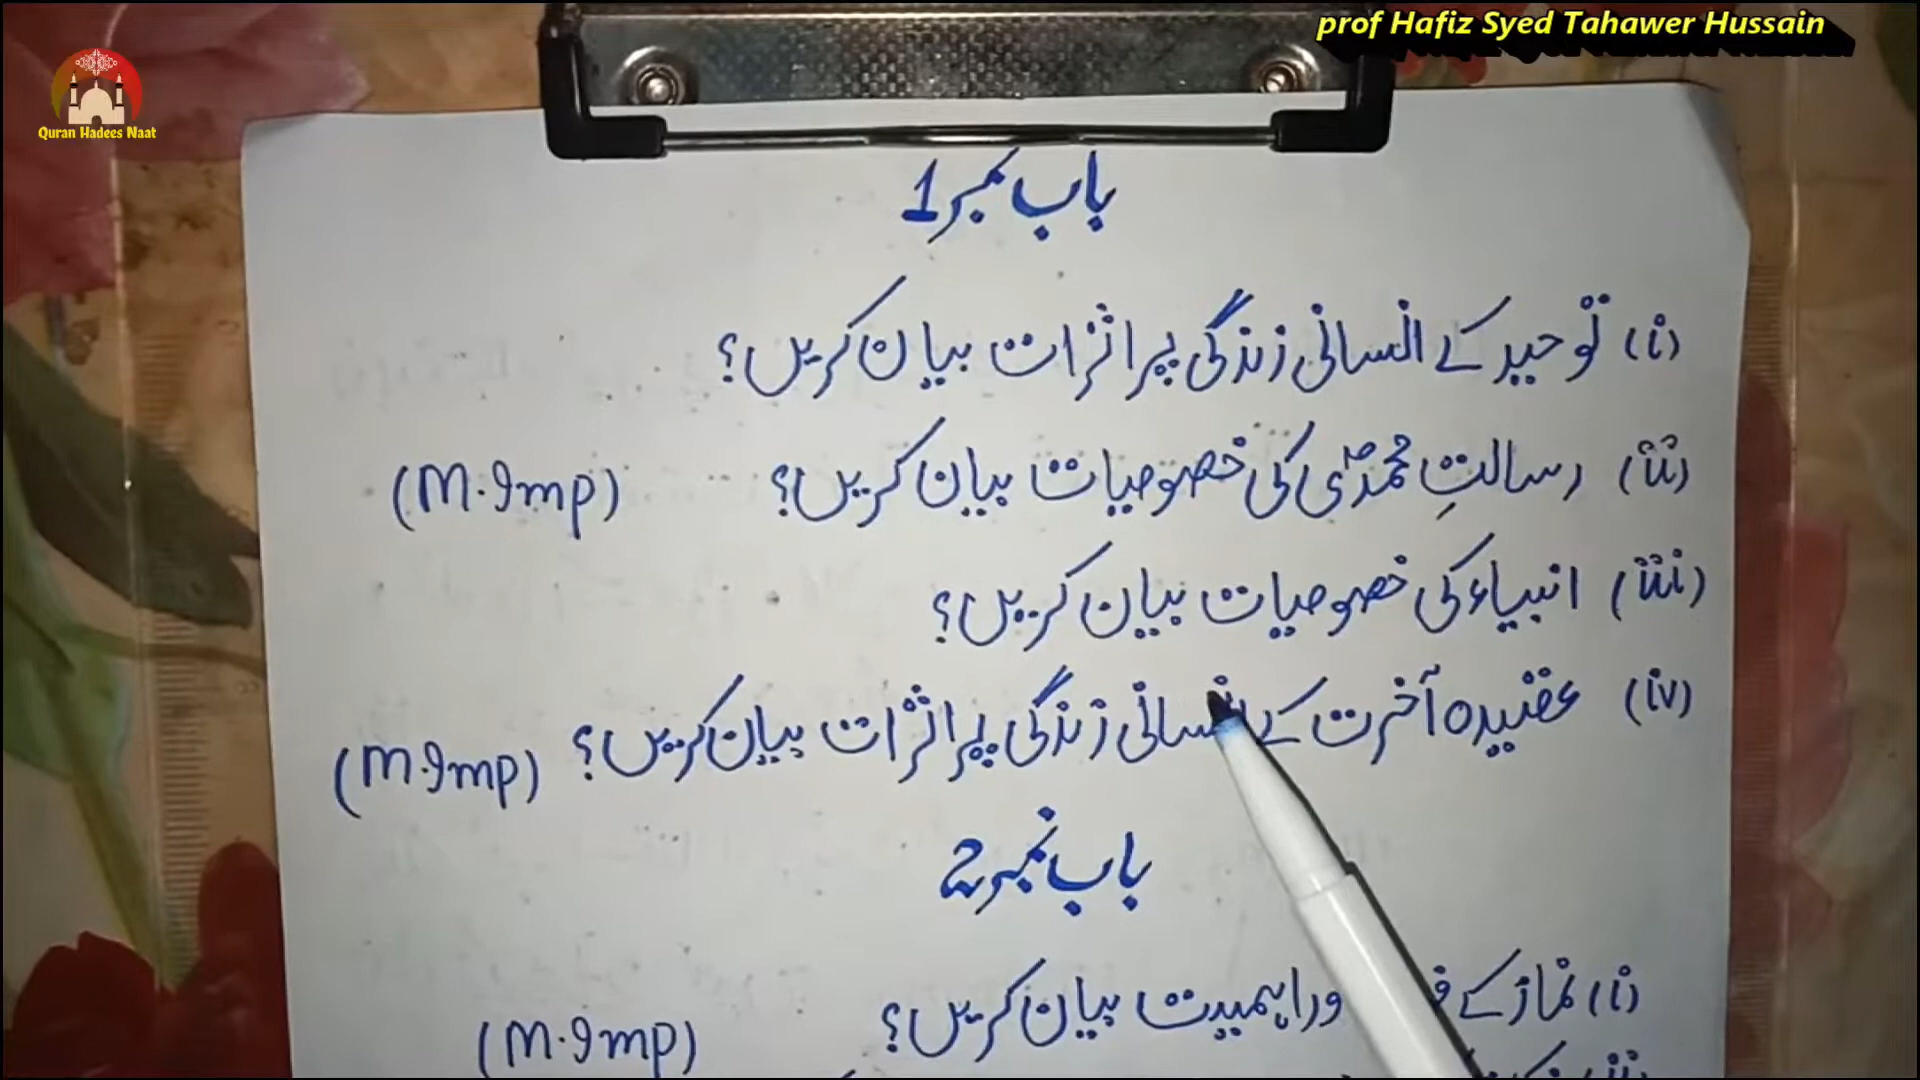 prof Hafiz Syed Tahawer Hussain
Quran Hadees Naat
باب نمبر 1
(i) توحید کے انسانی زندگی پر اثرات بیان کریں؟
(ii) رسالتِ محمدیؐ کی خصوصیات بیان کریں؟ (M.Imp)
(iii) انبیاء کی خصوصیات بیان کریں؟
(iv) عقیدہ آخرت کے انسانی زندگی پر اثرات بیان کریں؟ (M.Imp)
باب نمبر 2
(i) نماز کے اہمیت بیان کریں؟ (M.Imp)